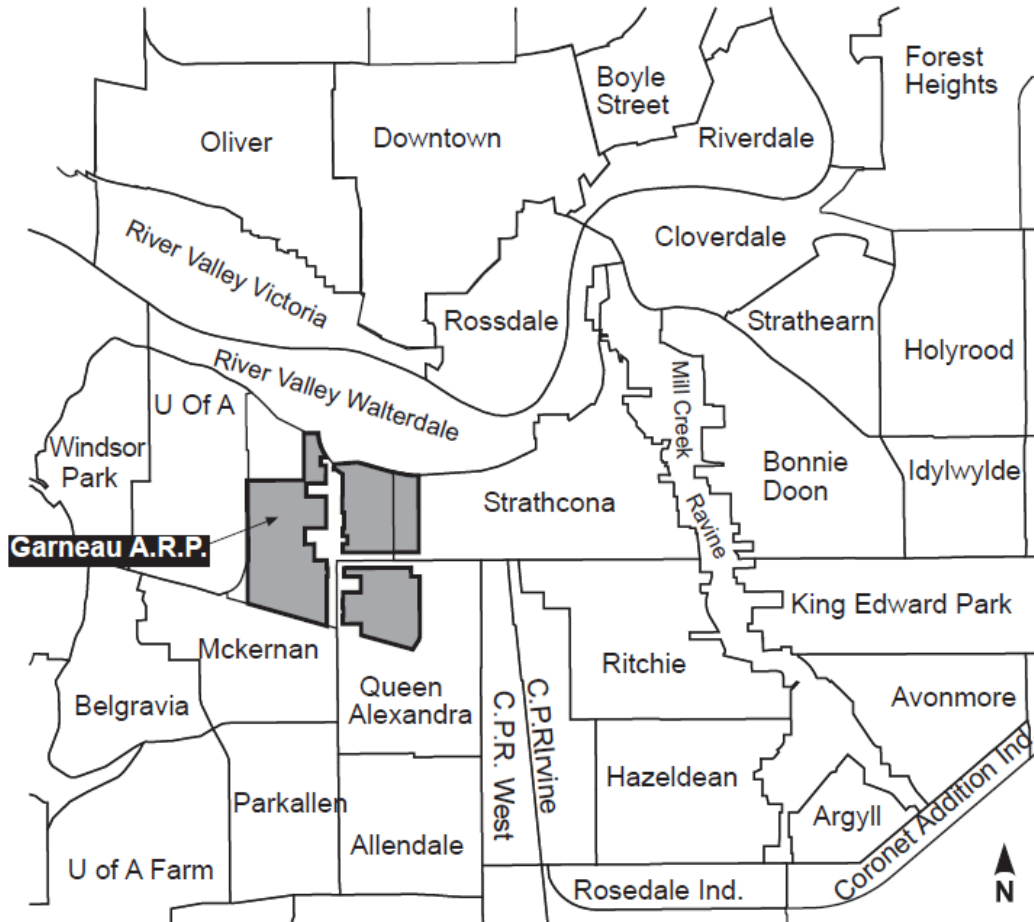 Forest
Heights
Boyle
Street
Oliver
Downtown
Riverdale
River Valley Victoria
Cloverdale
Rossdale
Strathearn
Holyrood
River Valley Walterdale
U Of A
Mill Creek
Ravine
Windsor
Park
Bonnie
Doon
Idylwylde
Strathcona
Garneau A.R.P.
King Edward Park
Mckernan
Ritchie
Queen
Alexandra
Belgravia
C.P.R. West
C.P.RIrvine
Avonmore
Hazeldean
Parkallen
Argyll
Allendale
Coronet Addition Ind
U of A Farm
Rosedale Ind.
N